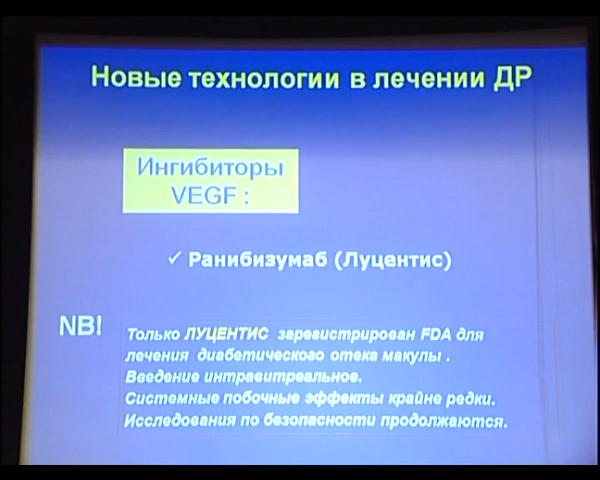 Новые технологии в лечении ДР
Ингибиторы
VEGF :
✓ Ранибизумаб (Луцентис)
NB!
Только ЛУЦЕНТИС зарегистрирован FDA для
лечения диабетического отека макулы .
Введение интравитреальное.
Системные побочные эффекты крайне редки.
Исследования по безопасности продолжаются.